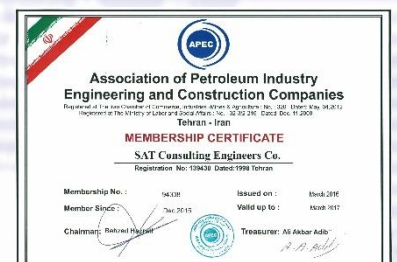 APEC
Association of Petroleum Industry
Engineering and Construction Companies
Tehran - Iran
MEMBERSHIP CERTIFICATE
SAT Consulting Engineers Co.
Registration No: 139438 Dated:1998 Tehran
Membership No. :
Issued on : March 2016
Member Since : Dec.2015
Valid up to : March 2017
Chairman: Behzad
Treasurer: Ali Akbar Adib